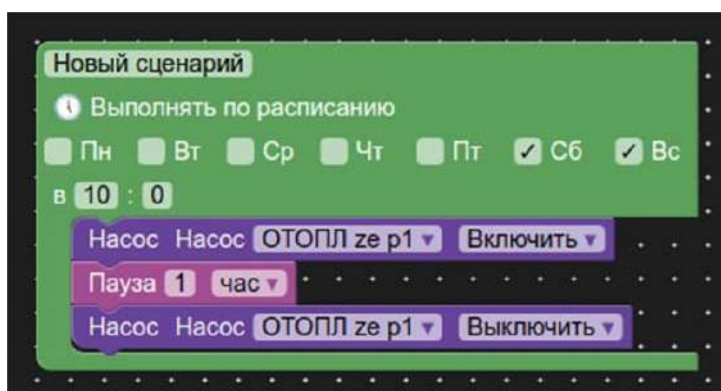 Новый сценарий
Выполнять по расписанию
Пн Вт Ср Чт Пт Сб Вс
в 10 : 0
Насос Насос ОТОПЛ ze p1 Включить
Пауза 1 час
Насос Насос ОТОПЛ ze p1 Выключить